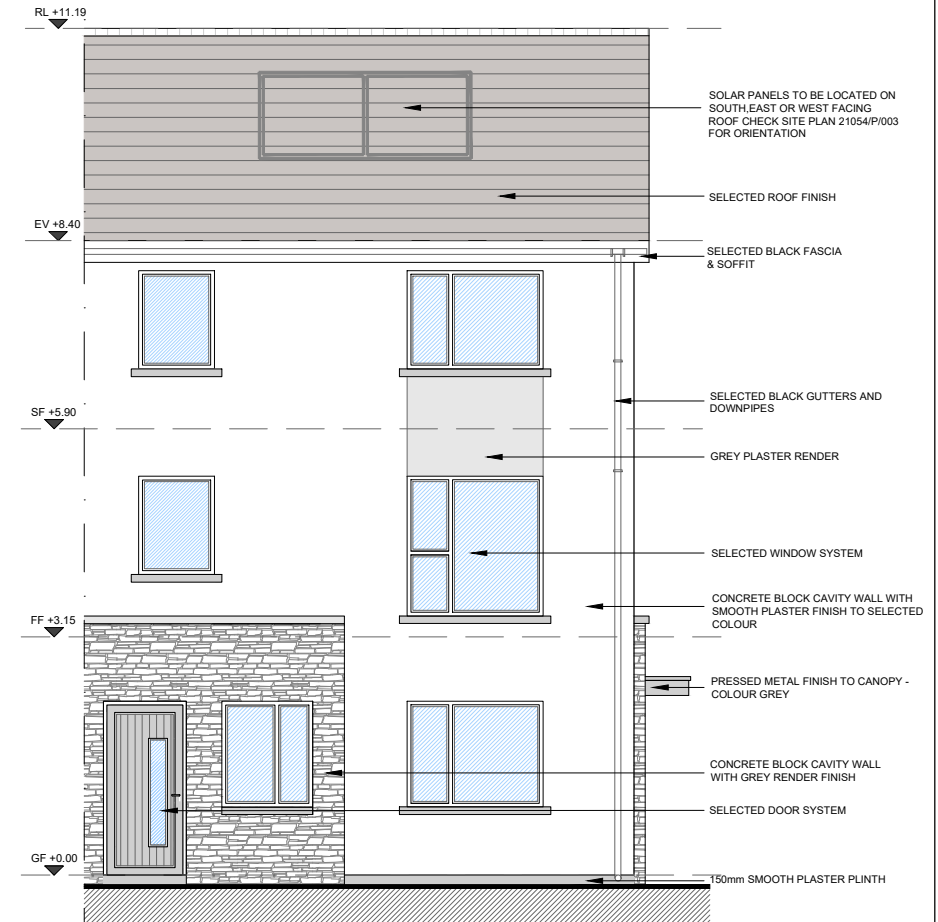 RL +11.19
SOLAR PANELS TO BE LOCATED ON
SOUTH,EAST OR WEST FACING
ROOF CHECK SITE PLAN 21054/P/003
FOR ORIENTATION
SELECTED ROOF FINISH
EV +8.40
SELECTED BLACK FASCIA
& SOFFIT
SELECTED BLACK GUTTERS AND
DOWNPIPES
SF +5.90
GREY PLASTER RENDER
SELECTED WINDOW SYSTEM
CONCRETE BLOCK CAVITY WALL WITH
SMOOTH PLASTER FINISH TO SELECTED
COLOUR
FF +3.15
PRESSED METAL FINISH TO CANOPY -
COLOUR GREY
CONCRETE BLOCK CAVITY WALL
WITH GREY RENDER FINISH
SELECTED DOOR SYSTEM
GF +0.00
150mm SMOOTH PLASTER PLINTH